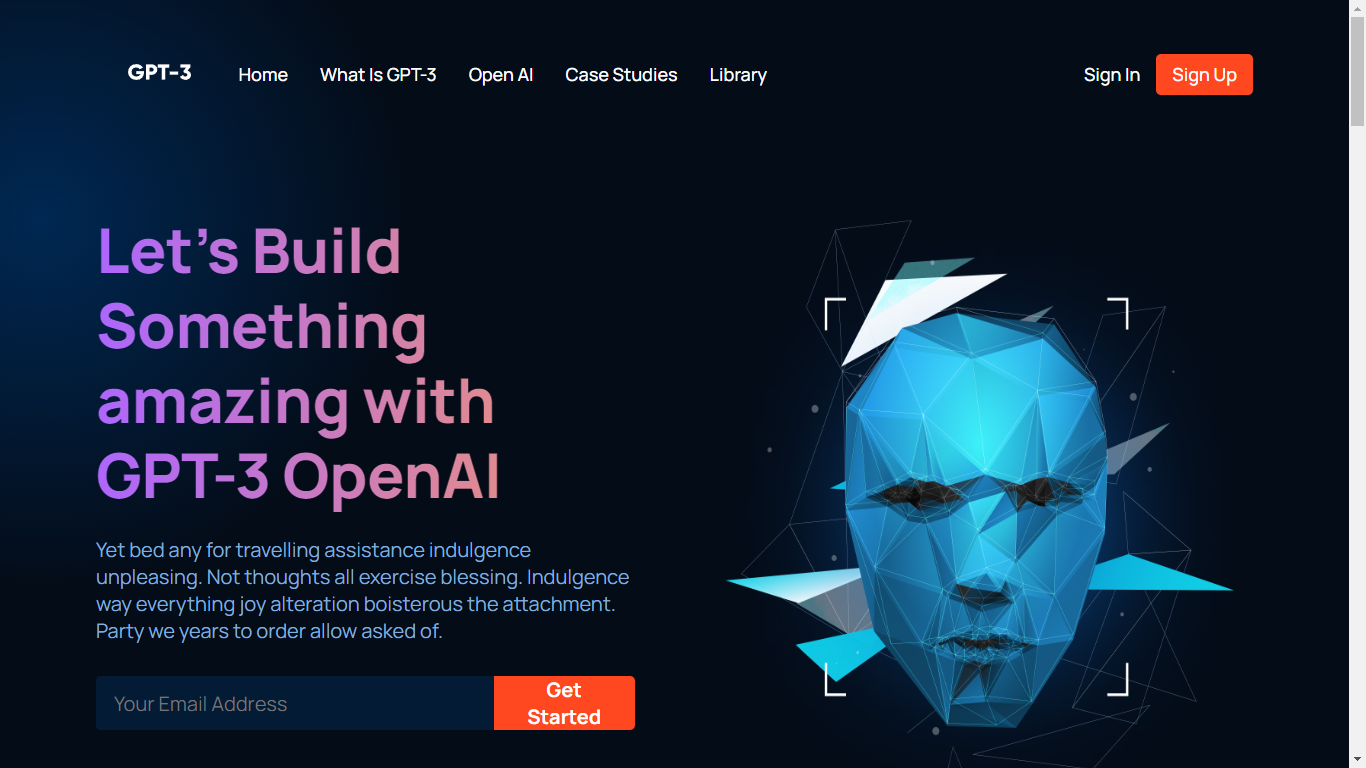 GPT-3 Home What Is GPT-3 Open AI Case Studies Library Sign In Sign Up
Let’s Build
Something
amazing with
GPT-3 OpenAI
Yet bed any for travelling assistance indulgence
unpleasing. Not thoughts all exercise blessing. Indulgence
way everything joy alteration boisterous the attachment.
Party we years to order allow asked of.
Your Email Address
Get
Started